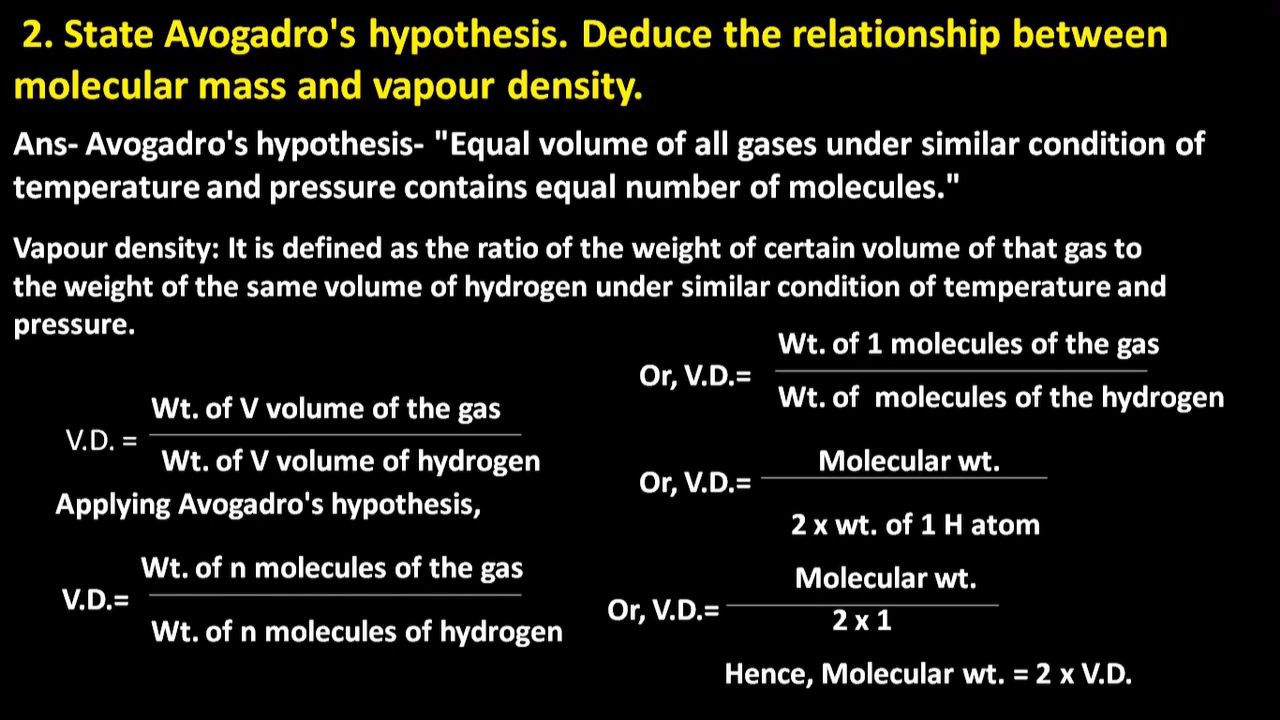 2. State Avogadro's hypothesis. Deduce the relationship between
molecular mass and vapour density.
Ans- Avogadro's hypothesis- "Equal volume of all gases under similar condition of
temperature and pressure contains equal number of molecules."
Vapour density: It is defined as the ratio of the weight of certain volume of that gas to
the weight of the same volume of hydrogen under similar condition of temperature and
pressure.
Wt. of V volume of the gas
V.D. =
Wt. of V volume of hydrogen
Applying Avogadro's hypothesis,
Wt. of n molecules of the gas
V.D.=
Wt. of n molecules of hydrogen
Wt. of 1 molecules of the gas
Or, V.D.=
Wt. of molecules of the hydrogen
Molecular wt.
Or, V.D.=
2 x wt. of 1 H atom
Molecular wt.
Or, V.D.=
2 x 1
Hence, Molecular wt. = 2 x V.D.